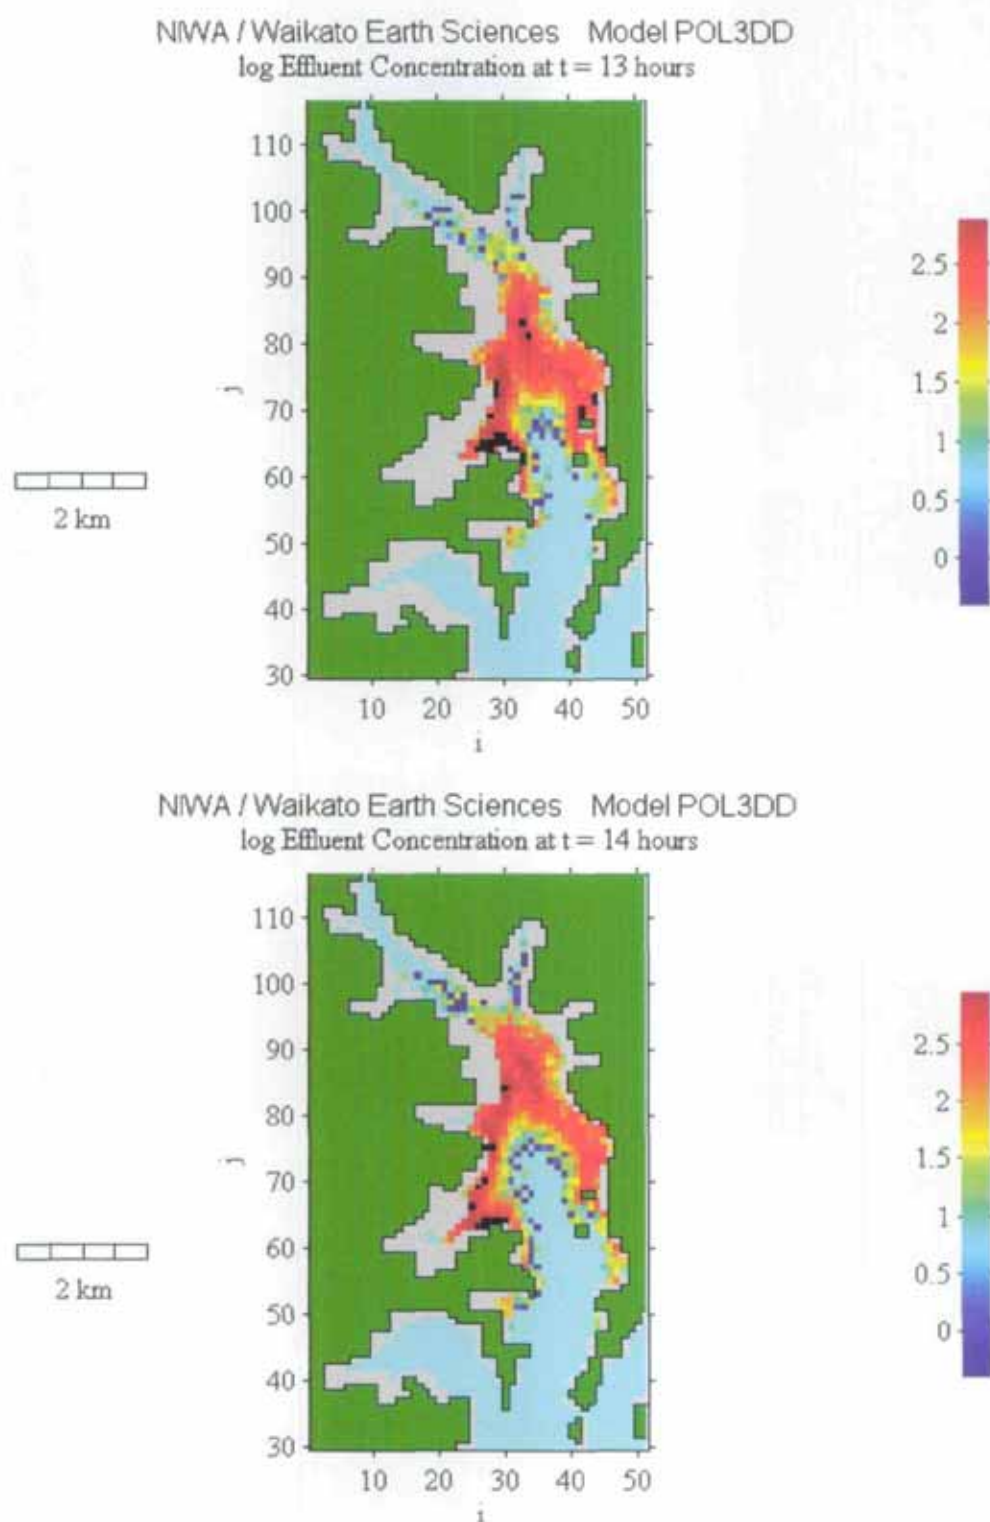 NIWA / Waikato Earth Sciences Model POL3DD
log Effluent Concentration at t = 13 hours
110
100
90
80
70
60
50
40
30
j
10 20 30 40 50
i
2 km
2.5
2
1.5
1
0.5
0
NIWA / Waikato Earth Sciences Model POL3DD
log Effluent Concentration at t = 14 hours
110
100
90
80
70
60
50
40
30
j
10 20 30 40 50
i
2 km
2.5
2
1.5
1
0.5
0